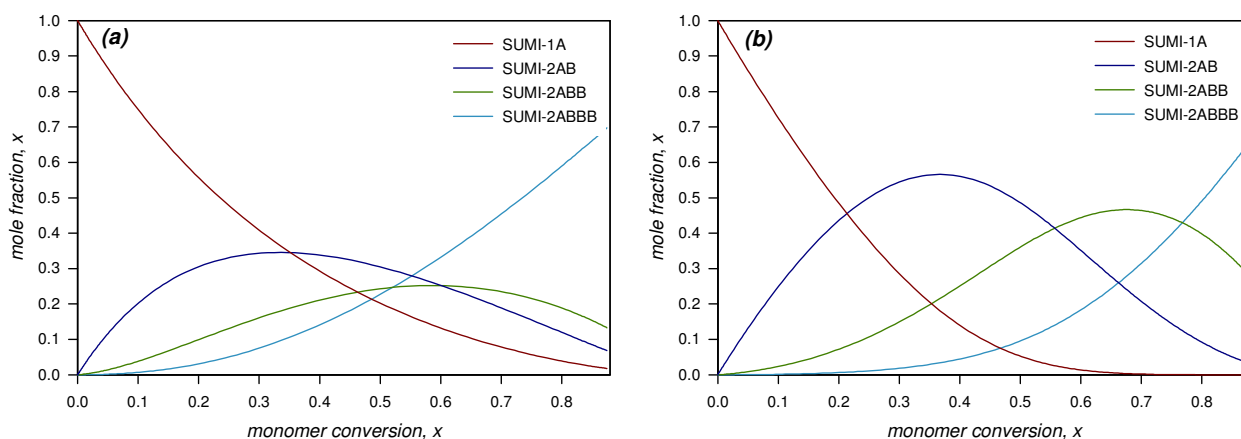 (a)
SUMI-1A
SUMI-2AB
SUMI-2ABB
SUMI-2ABBB
mole fraction, x
1.0
0.9
0.8
0.7
0.6
0.5
0.4
0.3
0.2
0.1
0.0
0.0 0.1 0.2 0.3 0.4 0.5 0.6 0.7 0.8
monomer conversion, x
(b)
SUMI-1A
SUMI-2AB
SUMI-2ABB
SUMI-2ABBB
mole fraction, x
1.0
0.9
0.8
0.7
0.6
0.5
0.4
0.3
0.2
0.1
0.0
0.0 0.1 0.2 0.3 0.4 0.5 0.6 0.7 0.8
monomer conversion, x